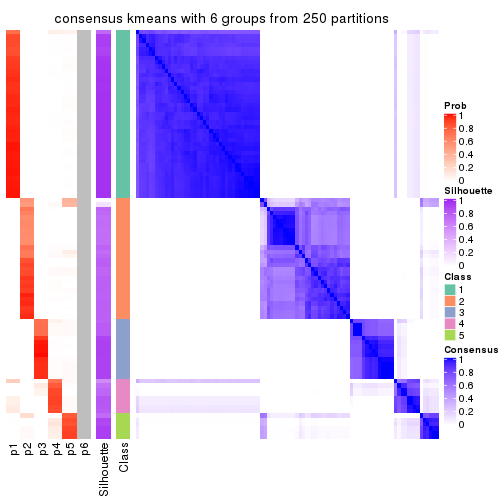 consensus kmeans with 6 groups from 250 partitions
Prob
1
0.8
0.6
0.4
0.2
0
Silhouette
1
0.8
0.6
0.4
0.2
0
Class
1
2
3
4
5
Consensus
1
0.8
0.6
0.4
0.2
0
p1
p2
p3
p4
p5
p6
Silhouette
Class